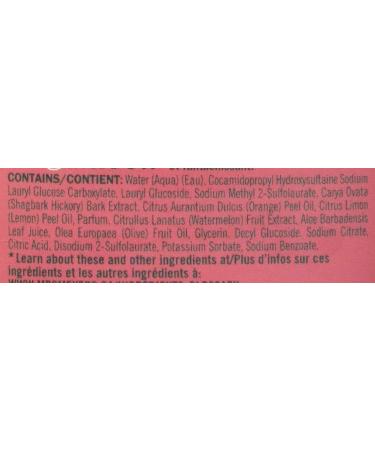 CONTAINS/CONTIENT: Water (Aqua) (Eau), Cocamidopropyl Hydroxysultaine Sodium
Lauryl Glucose Carboxylate, Lauryl Glucoside, Sodium Methyl 2-Sulfolaurate, Carya Ovata
(Shagbark Hickory) Bark Extract, Citrus Aurantium Dulcis (Orange) Peel Oil, Citrus Limon
(Lemon) Peel Oil, Parfum, Citrullus Lanatus (Watermelon) Fruit Extract, Aloe Barbadensis
Leaf Juice, Olea Europaea (Olive) Fruit Oil, Glycerin, Decyl Glucoside, Sodium Citrate,
Citric Acid, Disodium 2-Sulfolaurate, Potassium Sorbate, Sodium Benzoate.
*Learn about these and other ingredients at/Plus d'infos sur ces
ingrédients et les autres ingrédients à: